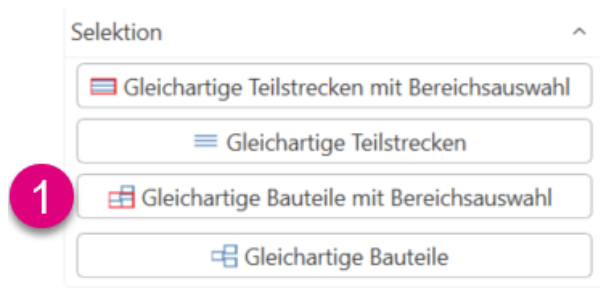 Selektion
Gleichartige Teilstrecken mit Bereichsauswahl
Gleichartige Teilstrecken
1 Gleichartige Bauteile mit Bereichsauswahl
Gleichartige Bauteile